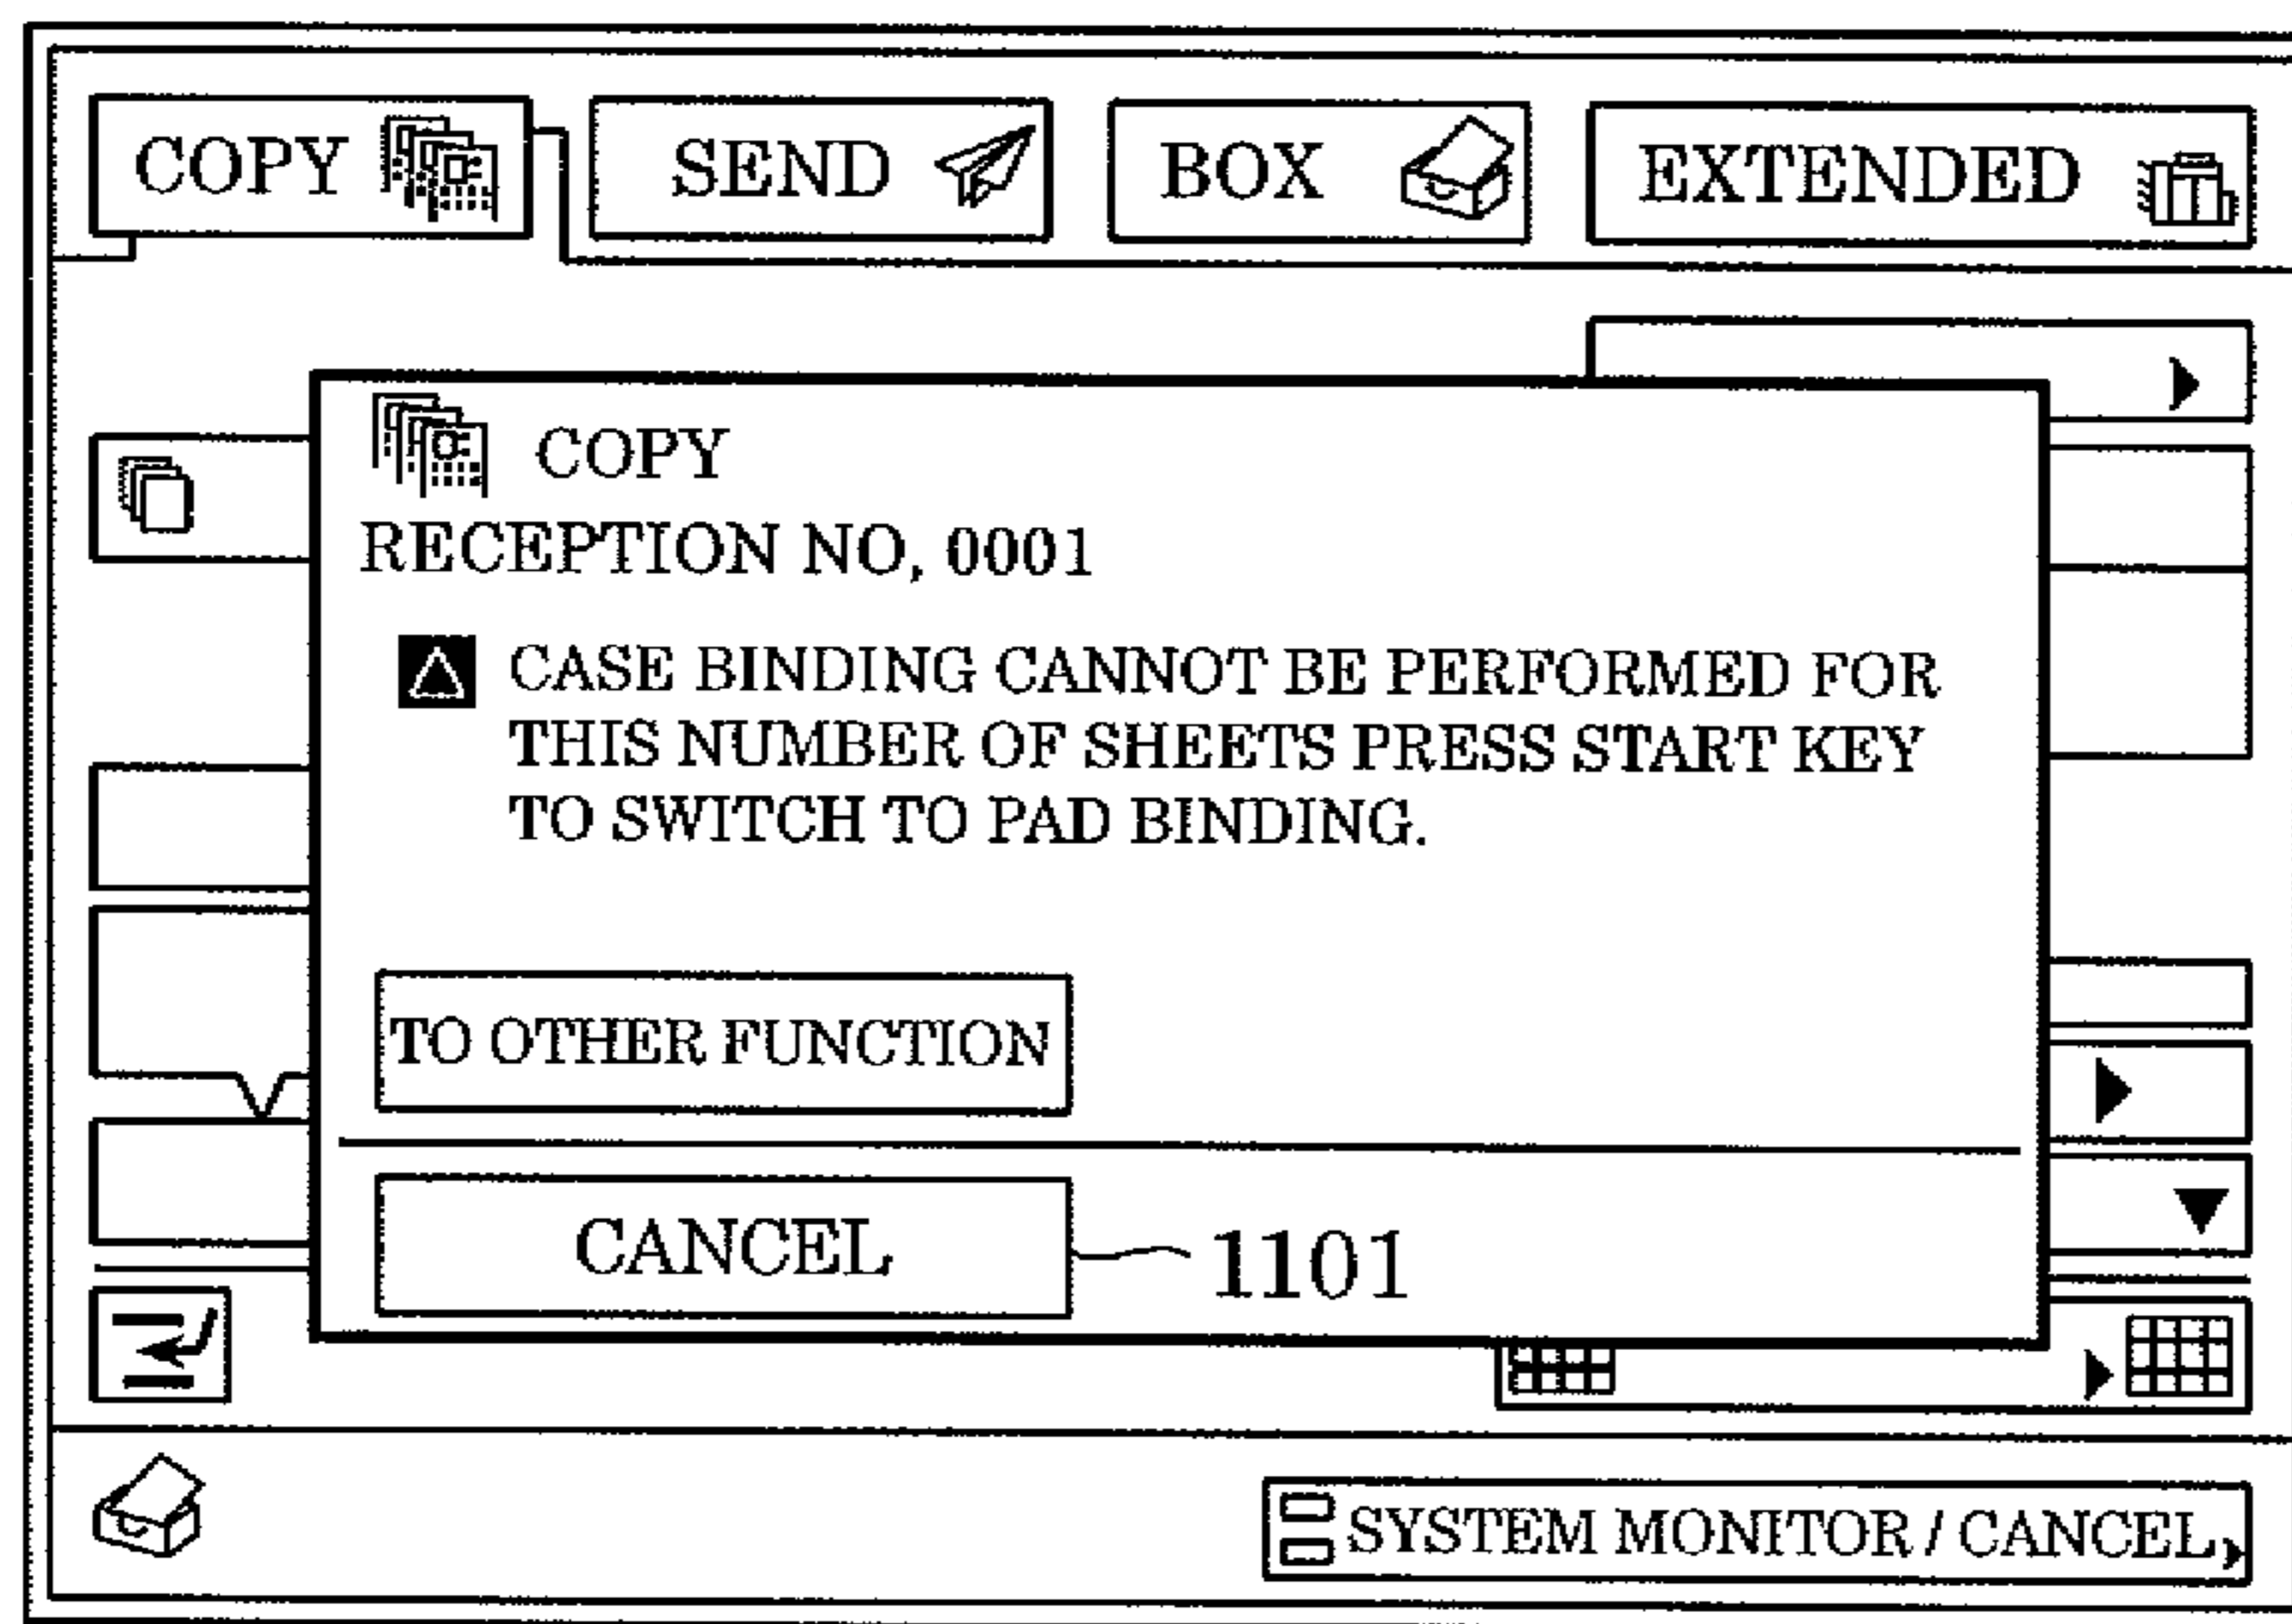 COPY
SEND
BOX
EXTENDED
COPY
RECEPTION NO, 0001
CASE BINDING CANNOT BE PERFORMED FOR
THIS NUMBER OF SHEETS PRESS START KEY
TO SWITCH TO PAD BINDING.
TO OTHER FUNCTION
CANCEL
1101
SYSTEM MONITOR / CANCEL